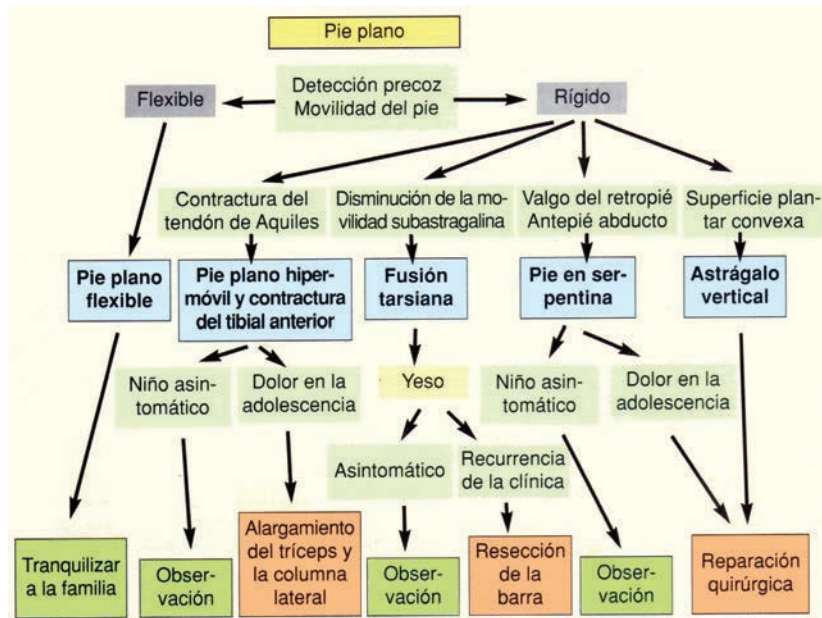 Pie plano
Detección precoz
Movilidad del pie
Flexible
Rígido
Contractura del
tendón de Aquiles
Disminución de la mo-
vilidad subastragalina
Valgo del retropié
Antepié abducto
Superficie plan-
tar convexa
Pie plano
flexible
Pie plano hiper-
móvil y contractura
del tibial anterior
Fusión
tarsiana
Pie en ser-
pentina
Astrágalo
vertical
Niño asin-
tomático
Dolor en la
adolescencia
Yeso
Niño asin-
tomático
Dolor en la
adolescencia
Asintomático
Recurrencia
de la clínica
Tranquilizar
a la familia
Obser-
vación
Alargamiento
del tríceps y
la columna
lateral
Obser-
vación
Resección
de la
barra
Obser-
vación
Reparación
quirúrgica